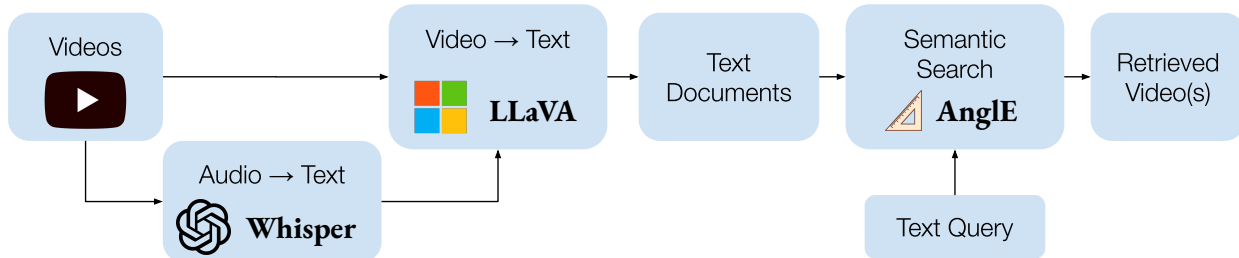 Videos
Audio → Text
Whisper
Video → Text
LLaVA
Text
Documents
Semantic
Search
AnglE
Text Query
Retrieved
Video(s)